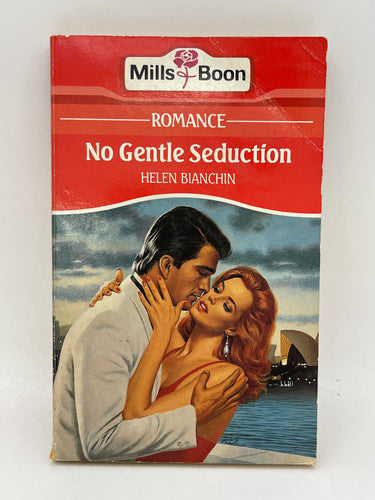 Mills & Boon
ROMANCE
No Gentle Seduction
HELEN BIANCHIN